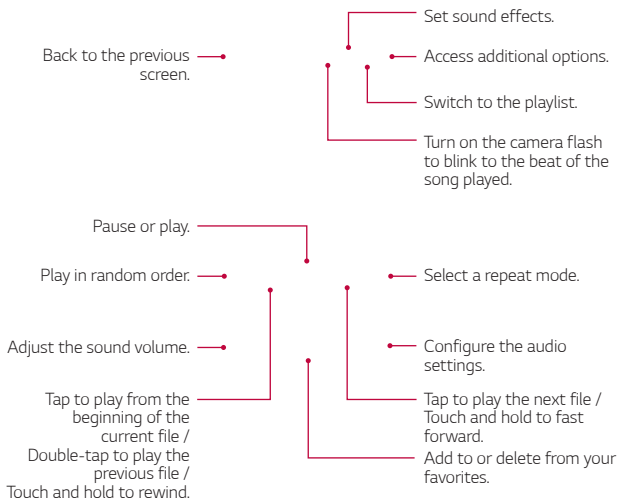 Set sound effects.
Back to the previous
screen.
Access additional options.
Switch to the playlist.
Turn on the camera flash
to blink to the beat of the
song played.
Pause or play.
Play in random order.
Select a repeat mode.
Adjust the sound volume.
Configure the audio
settings.
Tap to play from the
beginning of the
current file /
Double-tap to play the
previous file /
Touch and hold to rewind.
Tap to play the next file /
Touch and hold to fast
forward.
Add to or delete from your
favorites.